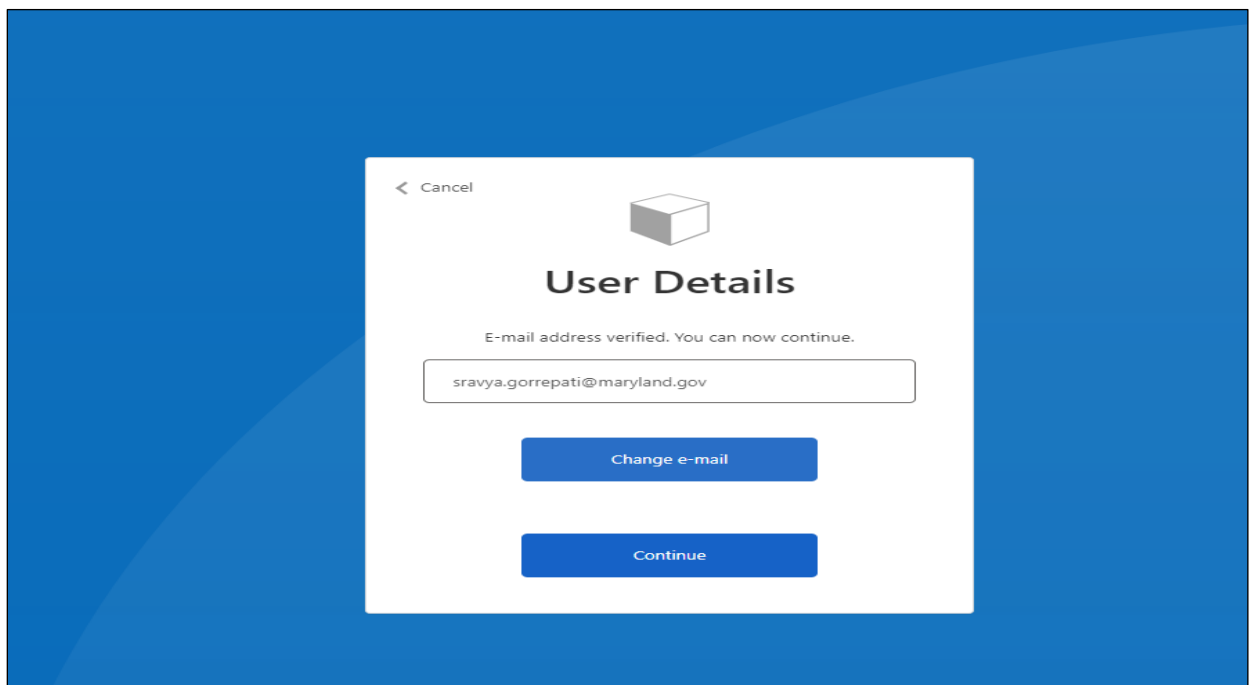 Cancel
User Details
E-mail address verified. You can now continue.
sravya.gorrepati@maryland.gov
Change e-mail
Continue